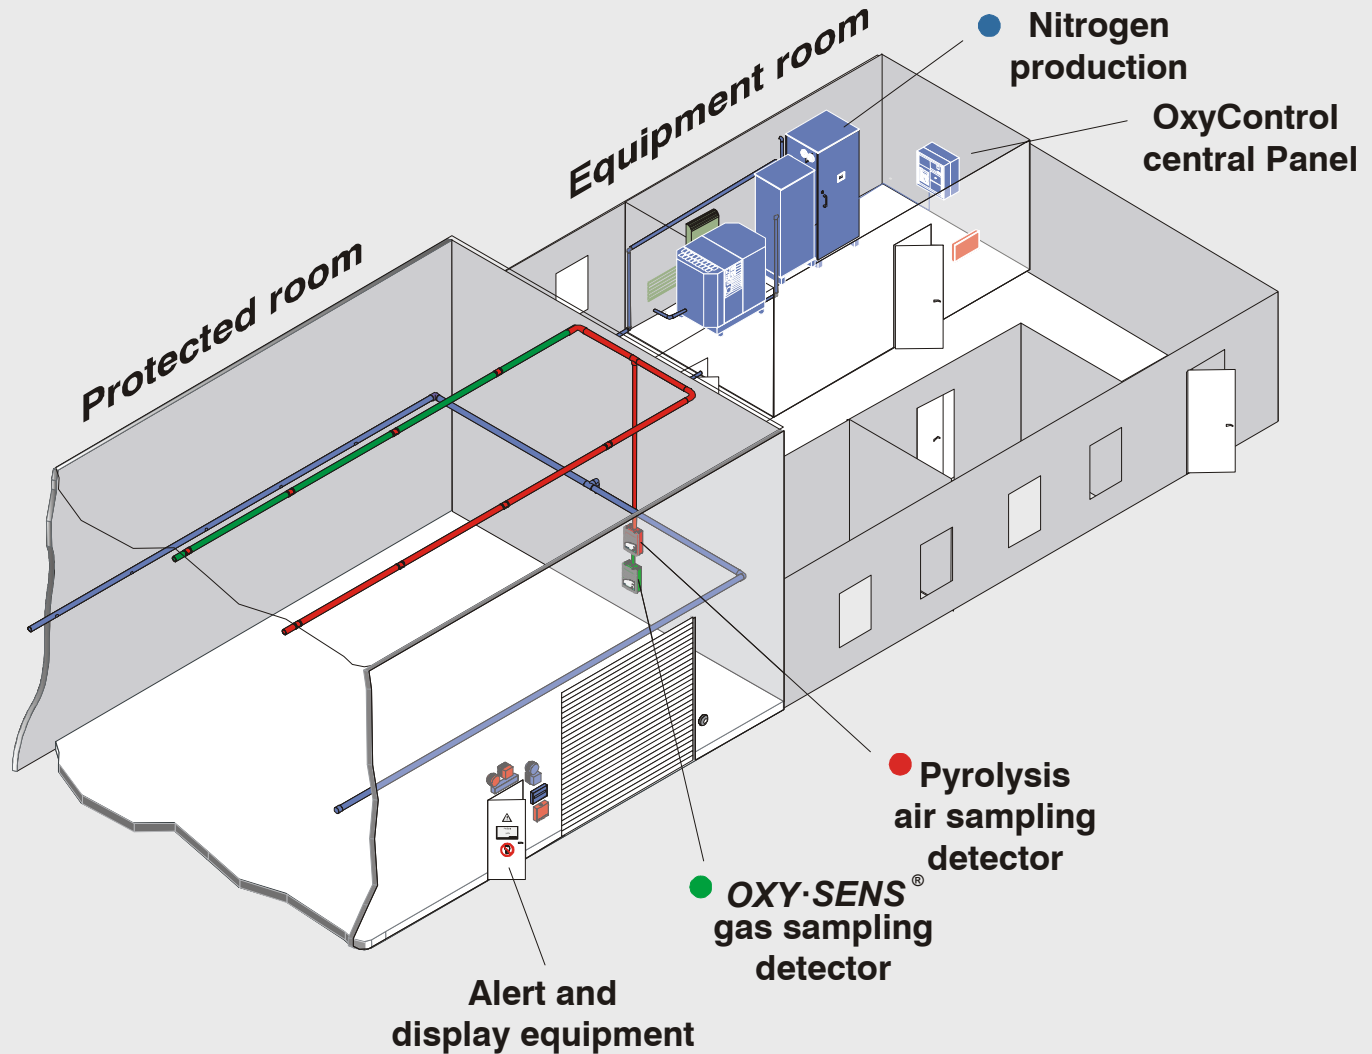 Equipment room
Nitrogen
production
OxyControl
central Panel
Protected room
Pyrolysis
air sampling
detector
OXY·SENS®
gas sampling
detector
Alert and
display equipment